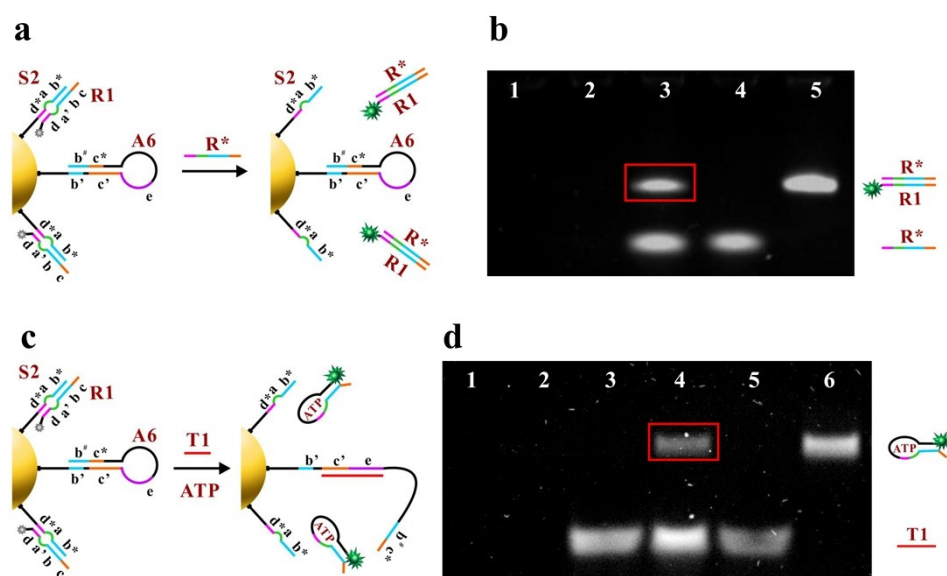 a
S2
d*a b*
R1
d a' b c
A6
b# c*
b' c'
e
d*a b*
d a' b c
R*
d*a b*
R*
R1
A6
b# c*
b' c'
e
d*a
b*
R*
R1
b
1 2 3 4 5
R*
R1
R*
c
S2
d*a b*
R1
d a' b c
A6
b# c*
b' c'
e
d*a b*
d a' b c
T1
ATP
d*a b*
ATP
b' c' e
d*a b*
ATP
b# c*
d
1 2 3 4 5 6
ATP
T1